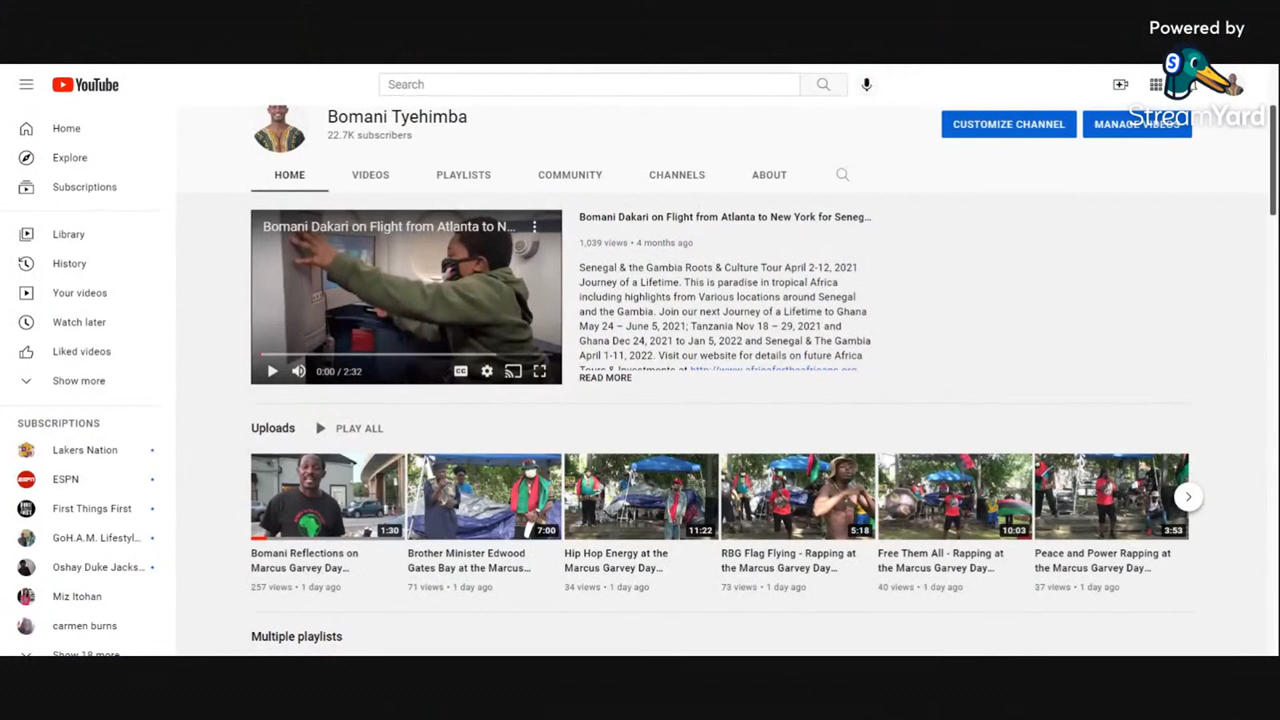 Powered by
StreamYard
YouTube
Search
Home
Explore
Subscriptions
Library
History
Your videos
Watch later
Liked videos
Show more
SUBSCRIPTIONS
Lakers Nation
ESPN
First Things First
GoH.A.M. Lifestyl...
Oshay Duke Jacks...
Miz Itohan
carmen burns
Show 18 more
Bomani Tyehimba
22.7K subscribers
CUSTOMIZE CHANNEL
MANAGE VIDEOS
HOME
VIDEOS
PLAYLISTS
COMMUNITY
CHANNELS
ABOUT
Bomani Dakari on Flight from Atlanta to N...
0:00 / 2:32
Bomani Dakari on Flight from Atlanta to New York for Seneg...
1,039 views • 4 months ago
Senegal & the Gambia Roots & Culture Tour April 2-12, 2021
Journey of a Lifetime. This is paradise in tropical Africa
including highlights from Various locations around Senegal
and the Gambia. Join our next Journey of a Lifetime to Ghana
May 24 – June 5, 2021; Tanzania Nov 18 – 29, 2021 and
Ghana Dec 24, 2021 to Jan 5, 2022 and Senegal & The Gambia
April 1-11, 2022. Visit our website for details on future Africa
Tours & Investments at http://www.africafortheafricans.org
READ MORE
Uploads
PLAY ALL
1:30
7:00
11:22
5:18
10:03
3:53
Bomani Reflections on
Marcus Garvey Day...
257 views • 1 day ago
Brother Minister Edwood
Gates Bay at the Marcus...
71 views • 1 day ago
Hip Hop Energy at the
Marcus Garvey Day...
34 views • 1 day ago
RBG Flag Flying - Rapping at
the Marcus Garvey Day...
73 views • 1 day ago
Free Them All - Rapping at
the Marcus Garvey Day...
40 views • 1 day ago
Peace and Power Rapping at
the Marcus Garvey Day...
37 views • 1 day ago
Multiple playlists